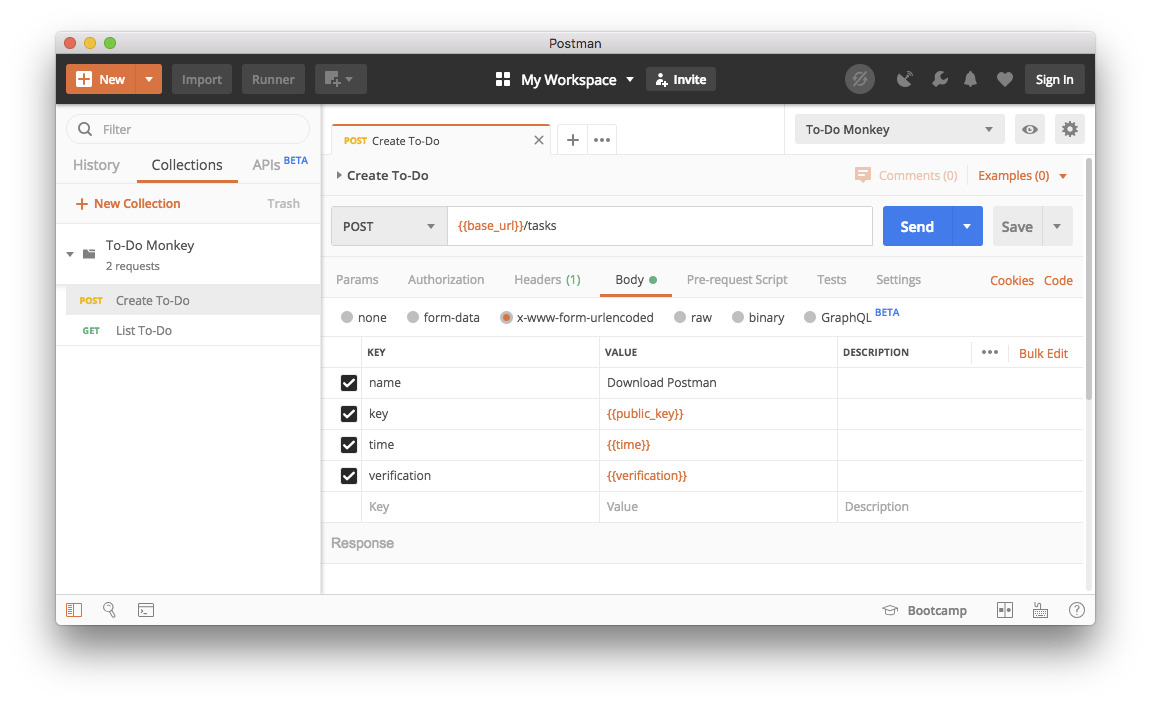 Postman
New Import Runner My Workspace Invite Sign In
Filter
History Collections APIs BETA
+ New Collection Trash
To-Do Monkey
2 requests
POST Create To-Do
GET List To-Do
POST Create To-Do
To-Do Monkey
Create To-Do Comments (0) Examples (0)
POST {{base_url}}/tasks Send Save
Params Authorization Headers (1) Body Pre-request Script Tests Settings Cookies Code
none form-data x-www-form-urlencoded raw binary GraphQL BETA
KEY VALUE DESCRIPTION ••• Bulk Edit
name Download Postman
key {{public_key}}
time {{time}}
verification {{verification}}
Key Value Description
Response
Bootcamp